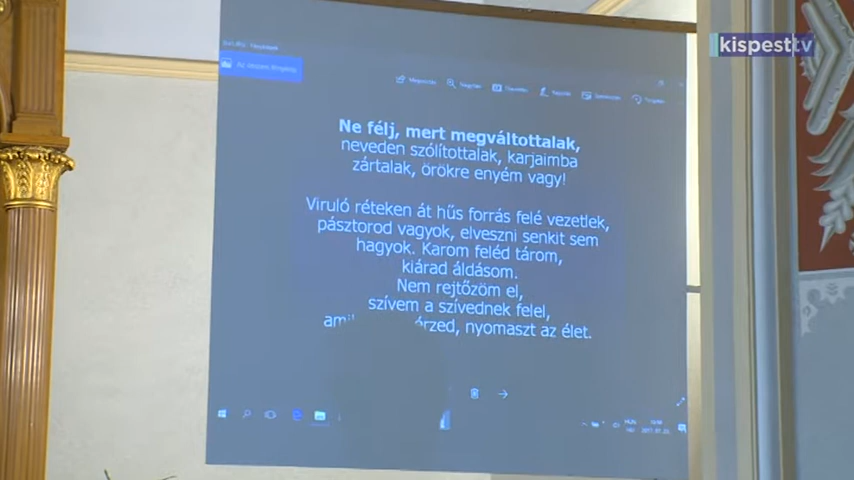 kispest tv
Ne félj, mert megváltottalak,
neveden szólítottalak, karjaimba
zártalak, örökre enyém vagy!
Viruló réteken át hűs forrás felé vezetlek,
pásztorod vagyok, elveszni senkit sem
hagyok. Karom feléd tárom,
kiárad áldásom.
Nem rejtőzöm el,
szívem a szívednek felel,
nyomaszt az élet.